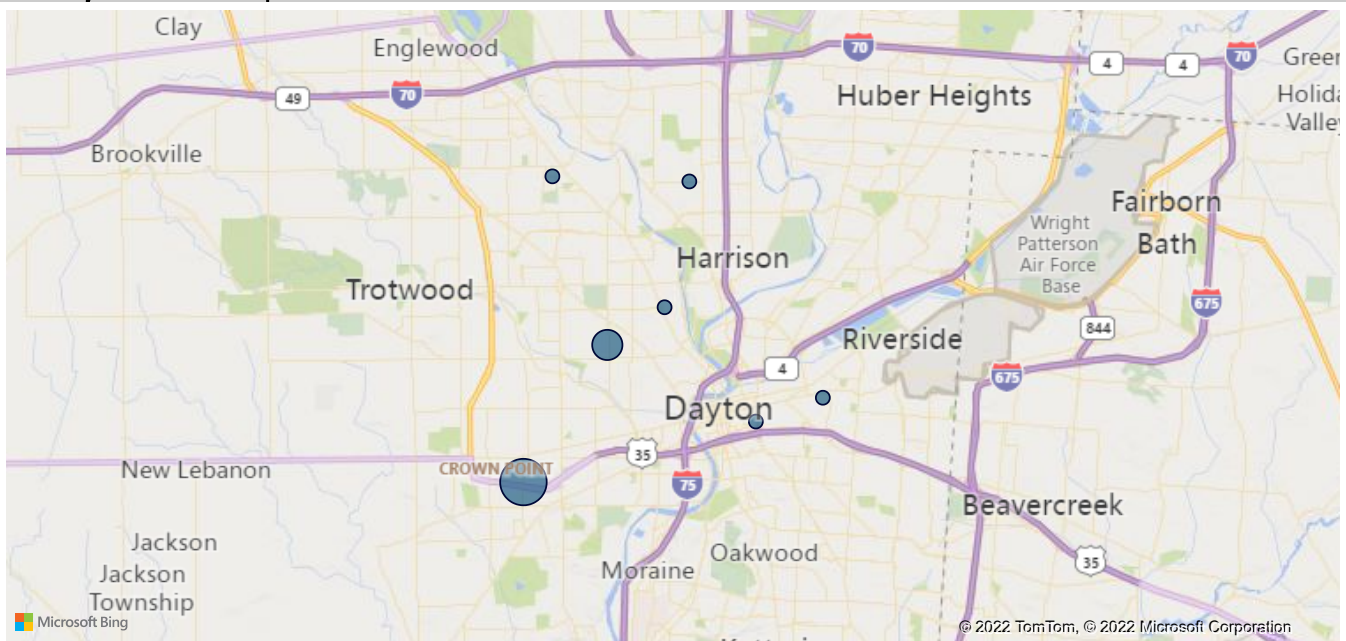 Clay
Englewood
70
70
4
4
70
Green
49
Huber Heights
Holida
Valley
Brookville
Fairborn
Wright
Patterson
Air Force
Base
Bath
Harrison
Trotwood
675
844
Riverside
4
675
Dayton
35
CROWN POINT
New Lebanon
75
Beavercreek
Jackson
Oakwood
35
Jackson
Township
Moraine
Microsoft Bing
© 2022 TomTom, © 2022 Microsoft Corporation